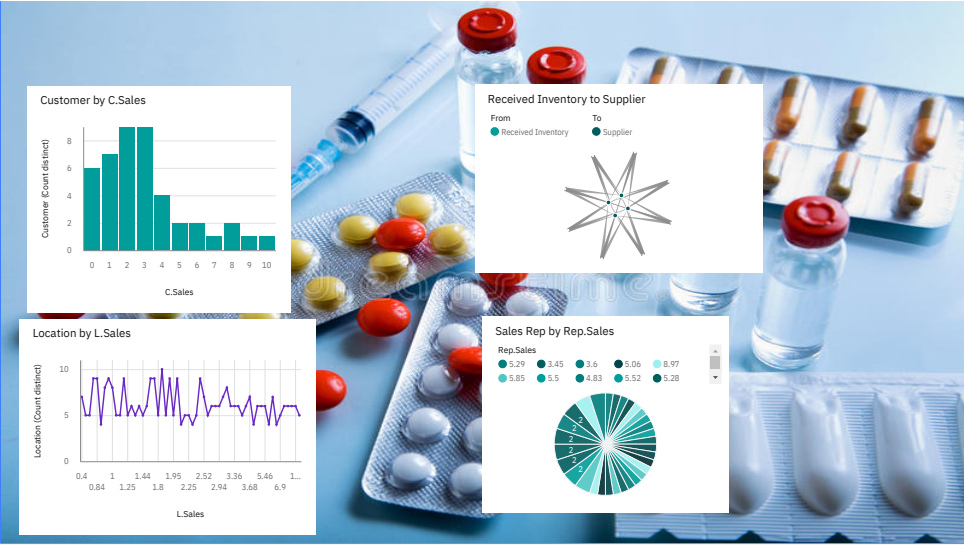 Customer by C.Sales
Customer (Count distinct)
8
6
4
2
0
0 1 2 3 4 5 6 7 8 9 10
C.Sales
Received Inventory to Supplier
From To
Received Inventory Supplier
dreamstime.
Location by L.Sales
Location (Count distinct)
10
5
0
0.4 1 1.44 1.95 2.52 3.36 5.46 1...
0.84 1.25 1.8 2.25 2.94 3.68 6.9
L.Sales
Sales Rep by Rep.Sales
Rep.Sales
5.29 3.45 3.6 5.06 8.97
5.85 5.5 4.83 5.52 5.28
2
2
2
2
2
2